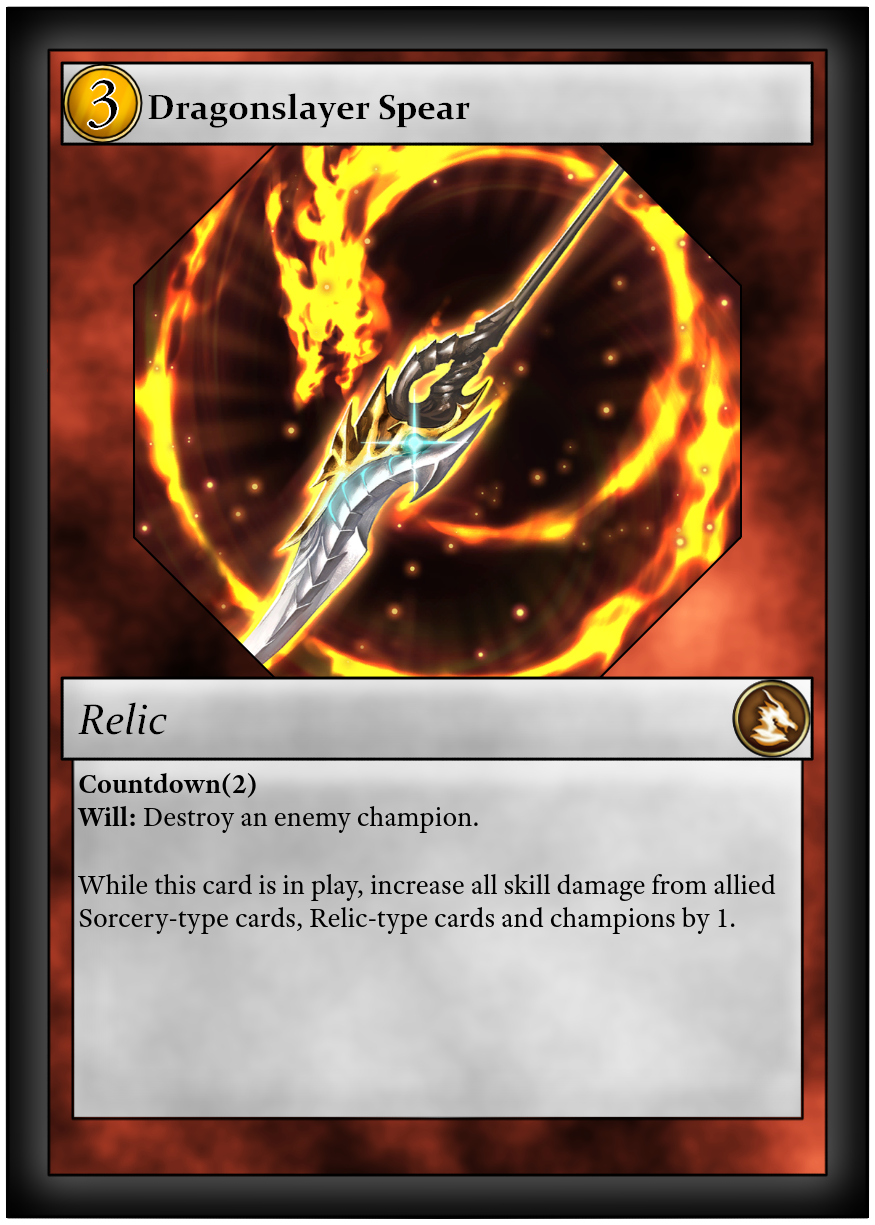 3
Dragonslayer Spear
Relic
Countdown(2)
Will: Destroy an enemy champion.
While this card is in play, increase all skill damage from allied
Sorcery-type cards, Relic-type cards and champions by 1.